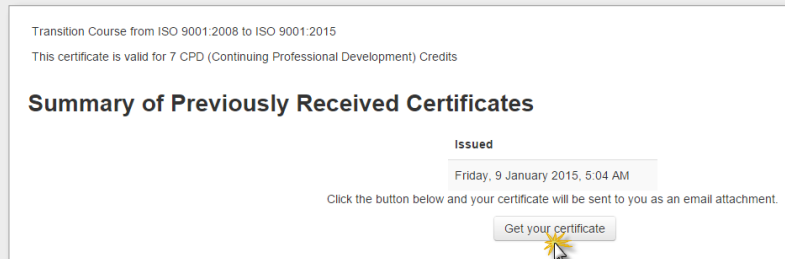 Transition Course from ISO 9001:2008 to ISO 9001:2015
This certificate is valid for 7 CPD (Continuing Professional Development) Credits
Summary of Previously Received Certificates
Issued
Friday, 9 January 2015, 5:04 AM
Click the button below and your certificate will be sent to you as an email attachment.
Get your certificate